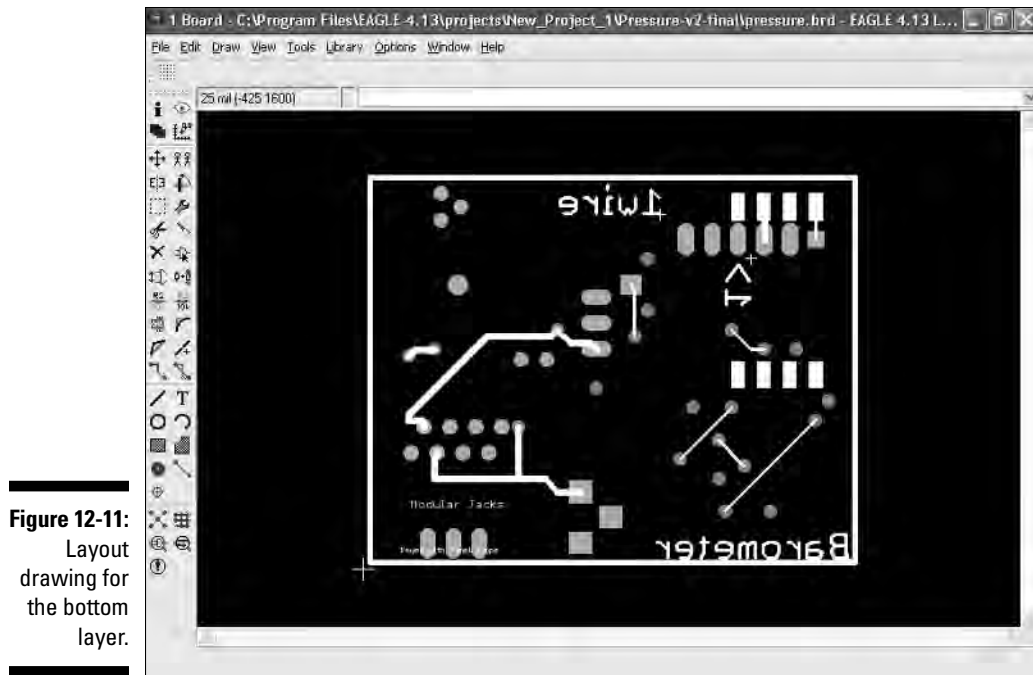 1 Board - C:\Program Files\EAGLE-4.13\projects\New_Project_1\Pressure-v2-final\pressure.brd - EAGLE 4.13 L...
File Edit Draw View Tools Library Options Window Help
25 mil (-425 1600)
1wire
<1
Modular Jacks
Barometer
Figure 12-11:
Layout
drawing for
the bottom
layer.